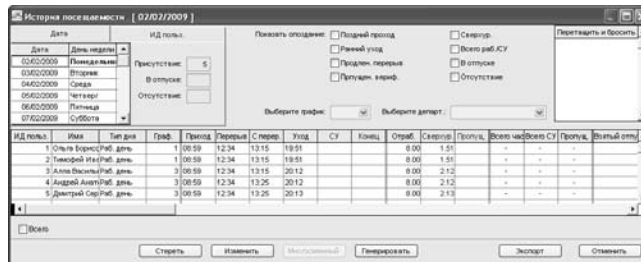 История посещаемости [ 02/02/2009 ]
Дата ИД польз. Показать опоздание: Поздний проход Сверхур. Перетащить и бросить
Дата День недели Ранний уход Всего раб./СУ
02/02/2009 Понедельник Присутствие: 5 Продлен. перерыв В отпуске
03/02/2009 Вторник В отпуске: Пропущен. вериф. Отсутствие
04/02/2009 Среда Отсутствие:
05/02/2009 Четверг
06/02/2009 Пятница Выберите график: Выберите департ.:
07/02/2009 Суббота
ИД польз. Имя Тип дня Граф. Приход Перерыв С перер. Уход СУ Конец Отраб. Сверхур. Пропущ. Всего час Всего СУ Пропущ. Взятый отпу
1 Ольга Борисо Раб. день 1 08:59 12:34 13:15 19:51 8.00 1.51 - - -
2 Тимофей Ива Раб. день 1 08:59 12:34 13:15 19:51 8.00 1.51 - - -
3 Алла Василье Раб. день 3 08:59 12:34 13:15 20:12 8.00 2.12 - - -
4 Андрей Анат Раб. день 3 08:59 12:34 13:25 20:12 8.00 2.12 - - -
5 Дмитрий Сер Раб. день 3 08:59 12:34 13:25 20:13 8.00 2.13 - - -
Всего
Стереть Изменить Множественный Генерировать Экспорт Отменить